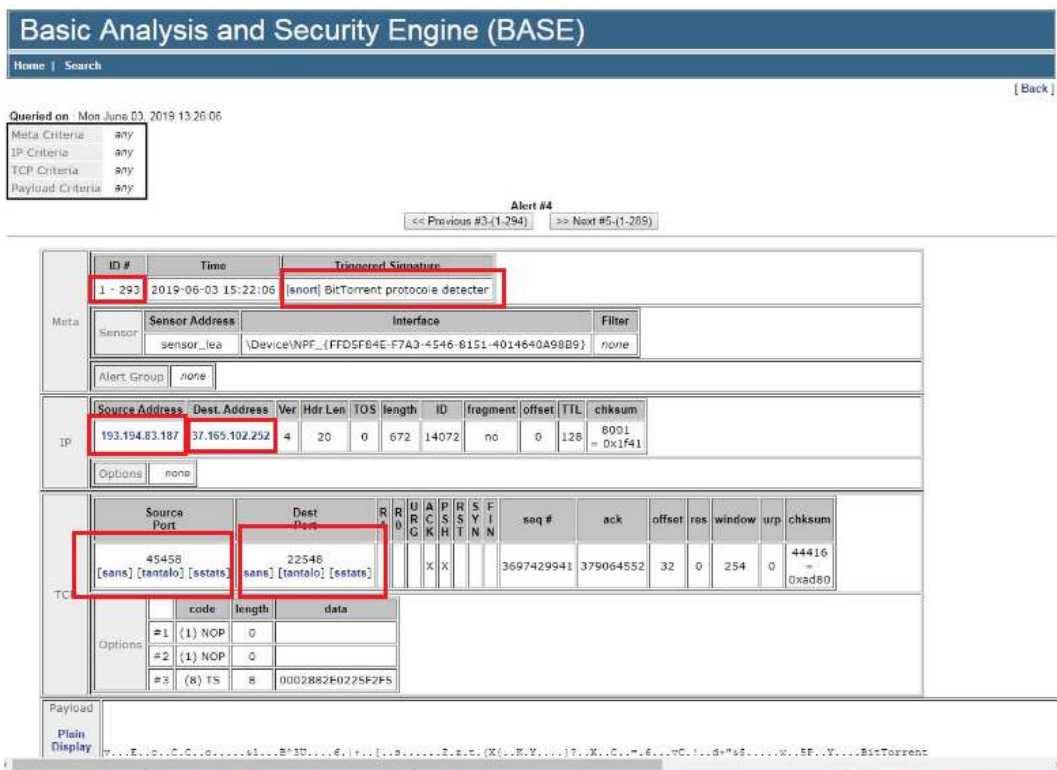 Basic Analysis and Security Engine (BASE)
Home | Search
[ Back ]
Queried on Mon June 03, 2019 13:26:06
Meta Criteria any
IP Criteria any
TCP Criteria any
Payload Criteria any
Alert #4
<< Previous #3-(1-294) >> Next #5-(1-289)
Meta
ID # Time Triggered Signature
1 - 293 2019-06-03 15:22:06 [snort] BitTorrent protocole detecter
Sensor
Sensor Address Interface Filter
sensor_lea \Device\NPF_{FFD5F84E-F7A3-4546-8151-4014640A98B9} none
Alert Group none
IP
Source Address Dest. Address Ver Hdr Len TOS length ID fragment offset TTL chksum
193.194.83.187 37.165.102.252 4 20 0 672 14072 no 0 128 8001 = 0x1f41
Options none
TCP
Source Port Dest Port R 1 R 0 URG ACK PSH RST SYN FIN seq # ack offset res window urp chksum
45458 [sans] [tantalo] [sstats] 22548 [sans] [tantalo] [sstats] X X 3697429941 379064552 32 0 254 0 44416 = 0xad80
Options
code length data
#1 (1) NOP 0
#2 (1) NOP 0
#3 (8) TS 8 0002882E0225F2F5
Payload
Plain Display
BitTorrent